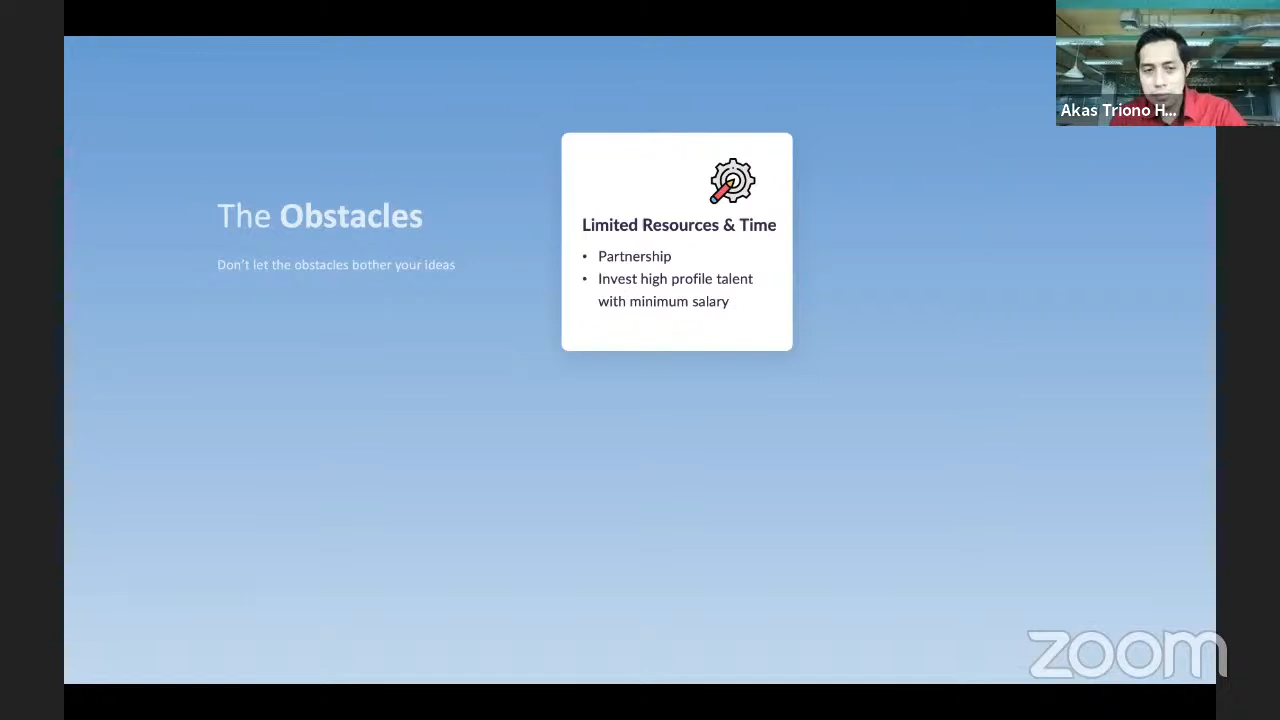 Akas Triono H...
The Obstacles
Don't let the obstacles bother your ideas
Limited Resources & Time
• Partnership
• Invest high profile talent
with minimum salary
zoom